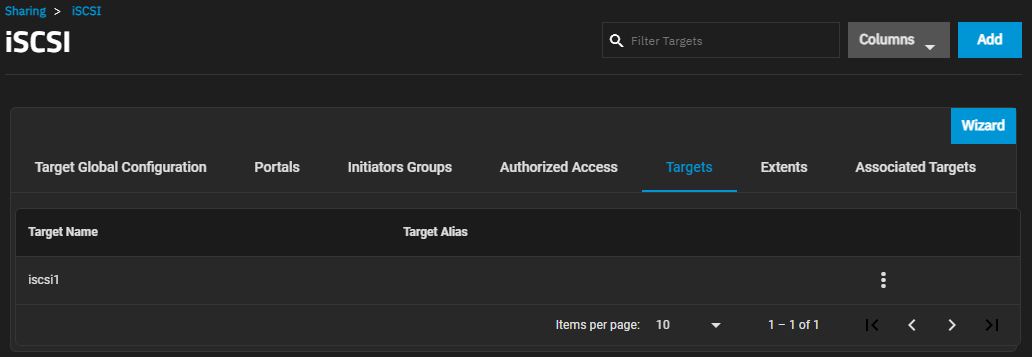 Sharing > iSCSI
iSCSI
Filter Targets
Columns
Add
Wizard
Target Global Configuration Portals Initiators Groups Authorized Access Targets Extents Associated Targets
Target Name Target Alias
iscsi1
Items per page: 10 1 – 1 of 1